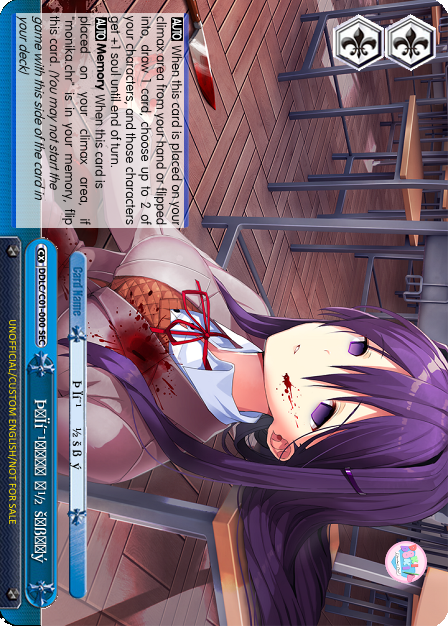 AUTO When this card is placed on your
climax area from your hand or flipped
into, draw 1 card, choose up to 2 of
your characters, and those characters
get +1 soul until end of turn.
AUTO Memory When this card is
placed on your climax area, if
"monika.chr" is in your memory, flip
this card. (You may not start the
game with this side of the card in
your deck)
Card Name
CX DDLC/C01-000 SEC
UNOFFICIAL/CUSTOM ENGLISH/NOT FOR SALE